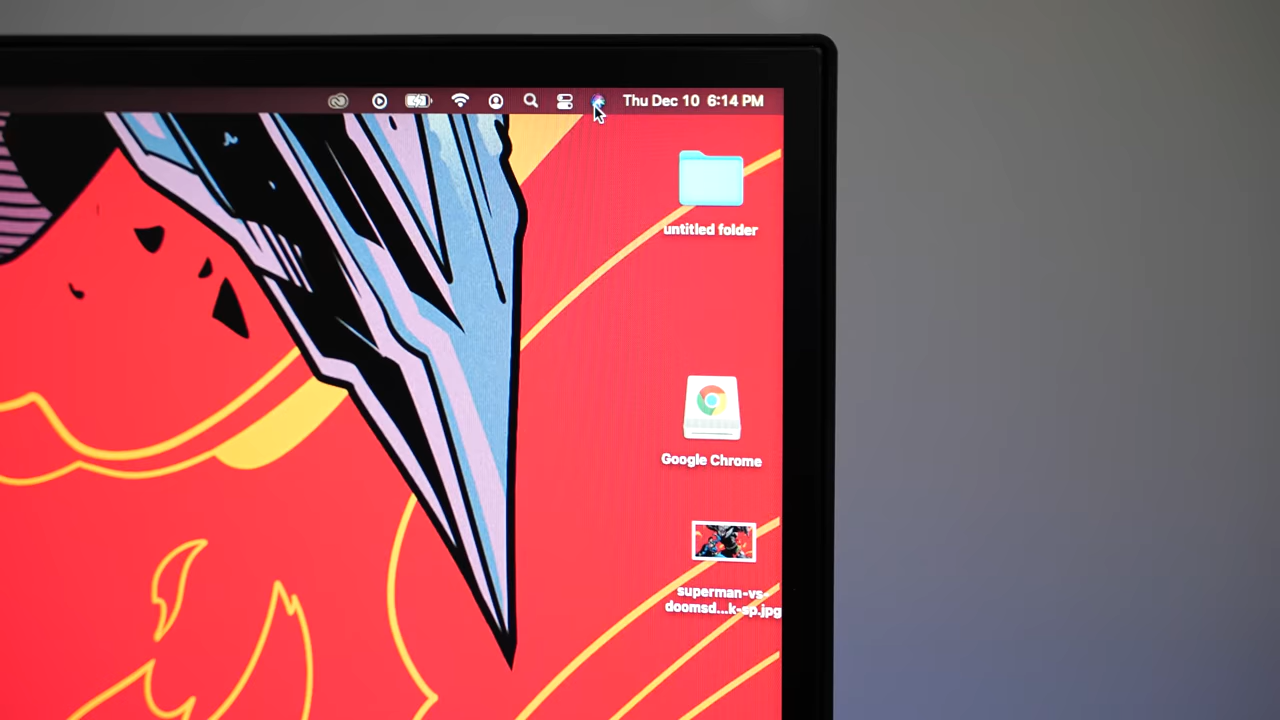 Thu Dec 10 6:14 PM
untitled folder
Google Chrome
superman-vs-
doomsd...k-sp.jpg